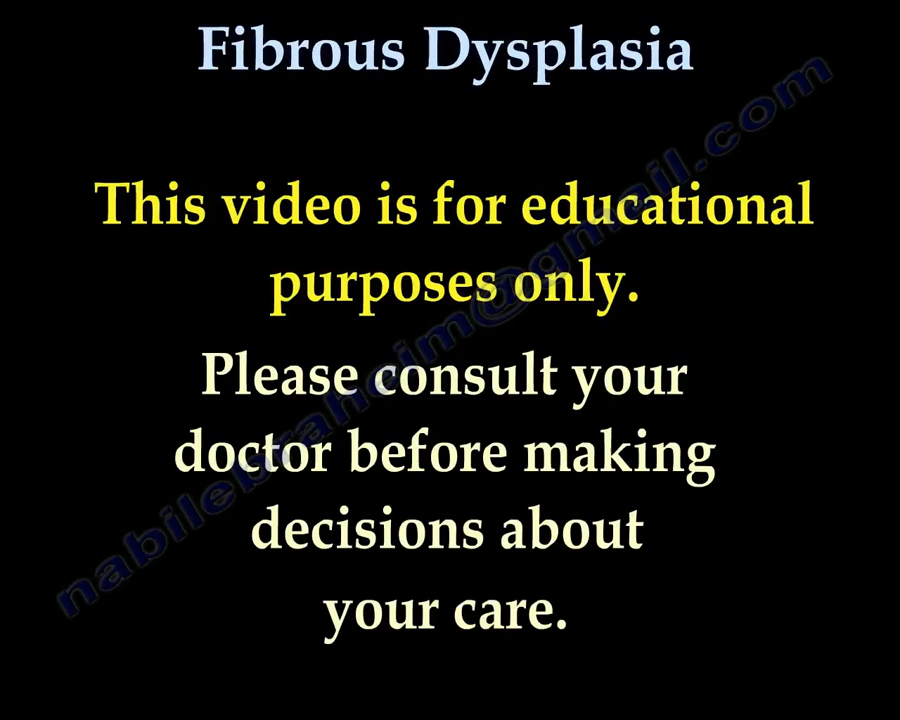 Fibrous Dysplasia
This video is for educational
purposes only.
Please consult your
doctor before making
decisions about
your care.
nabilebraheim@gmail.com